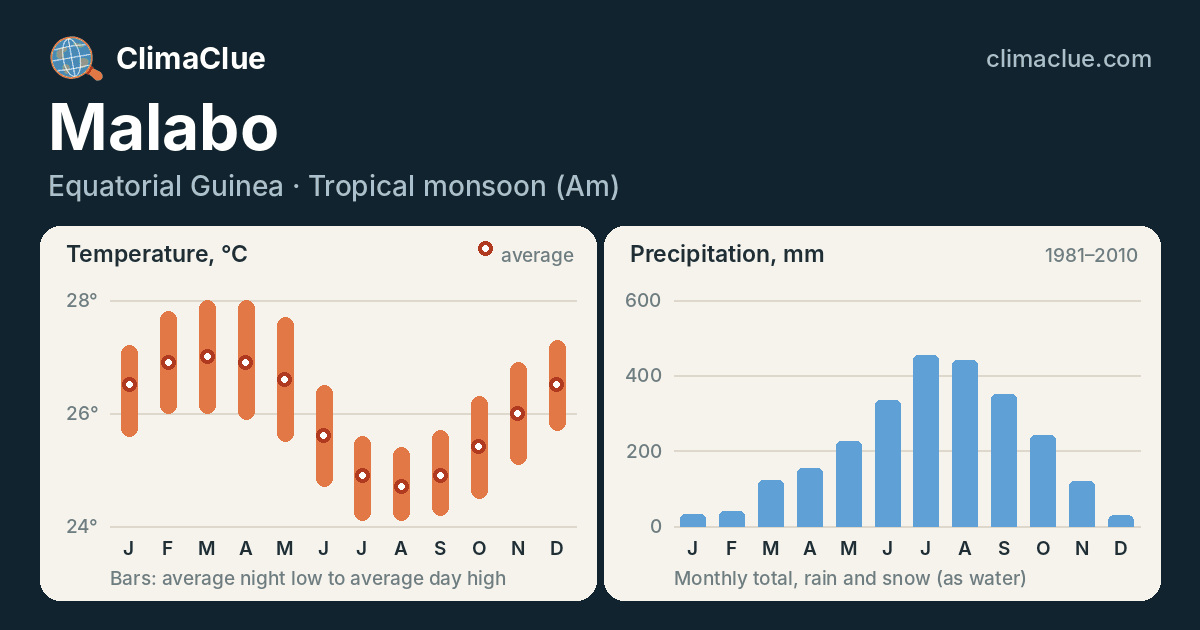 ClimaClue
climaclue.com
Malabo
Equatorial Guinea · Tropical monsoon (Am)
Temperature, °C
average
28°
26°
24°
J F M A M J J A S O N D
Bars: average night low to average day high
Precipitation, mm
1981–2010
600
400
200
0
J F M A M J J A S O N D
Monthly total, rain and snow (as water)